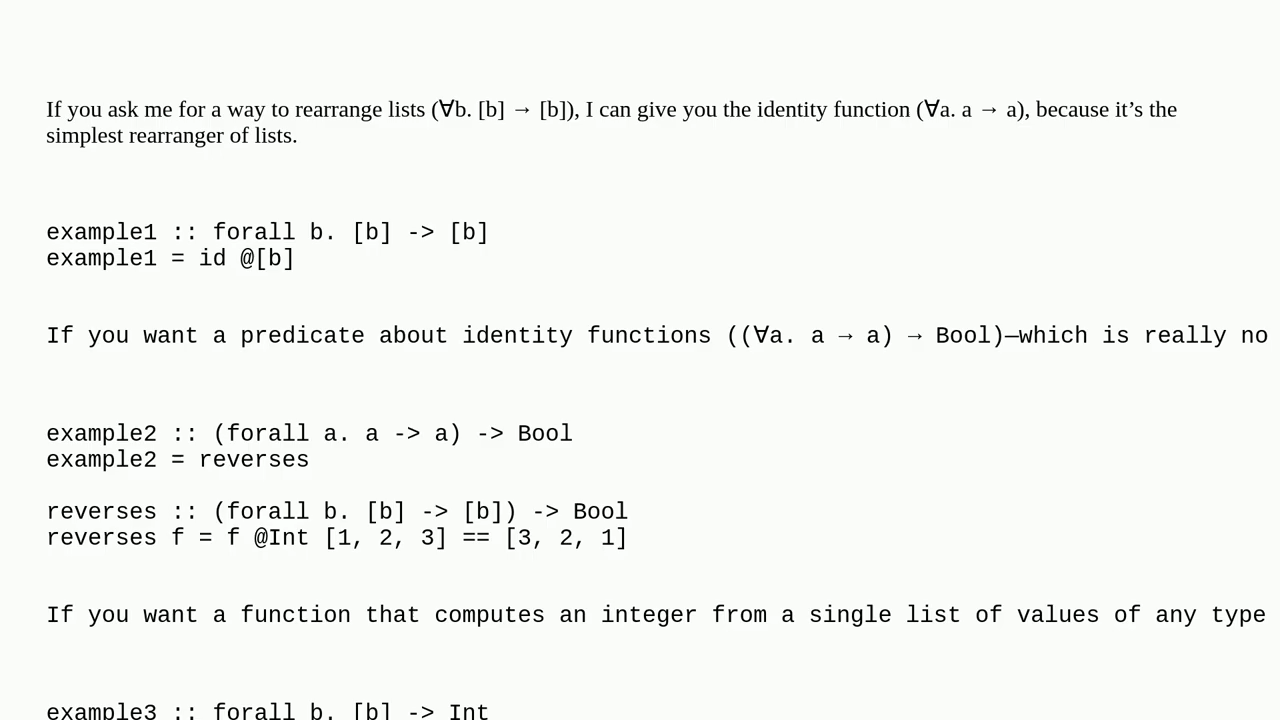 If you ask me for a way to rearrange lists (∀b. [b] → [b]), I can give you the identity function (∀a. a → a), because it’s the
simplest rearranger of lists.
example1 :: forall b. [b] -> [b]
example1 = id @[b]
If you want a predicate about identity functions ((∀a. a → a) → Bool)—which is really no
example2 :: (forall a. a -> a) -> Bool
example2 = reverses
reverses :: (forall b. [b] -> [b]) -> Bool
reverses f = f @Int [1, 2, 3] == [3, 2, 1]
If you want a function that computes an integer from a single list of values of any type
example3 :: forall b. [b] -> Int